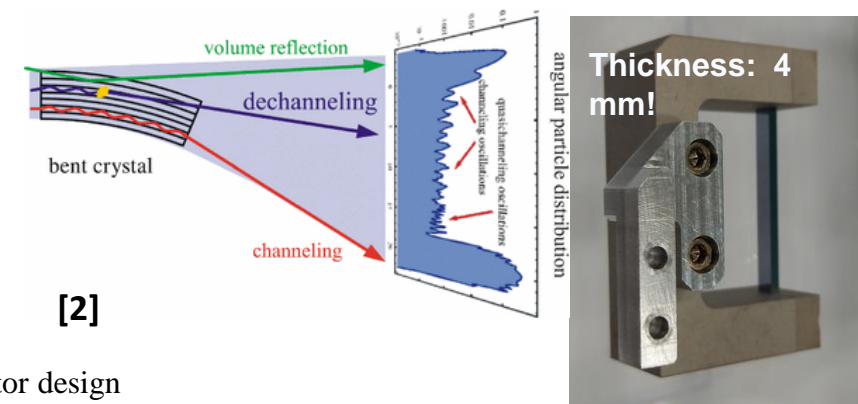 volume reflection
dechanneling
bent crystal
channeling
[2]
quasichanneling oscillations
channeling oscillations
angular particle distribution
Thickness: 4
mm!
tor design